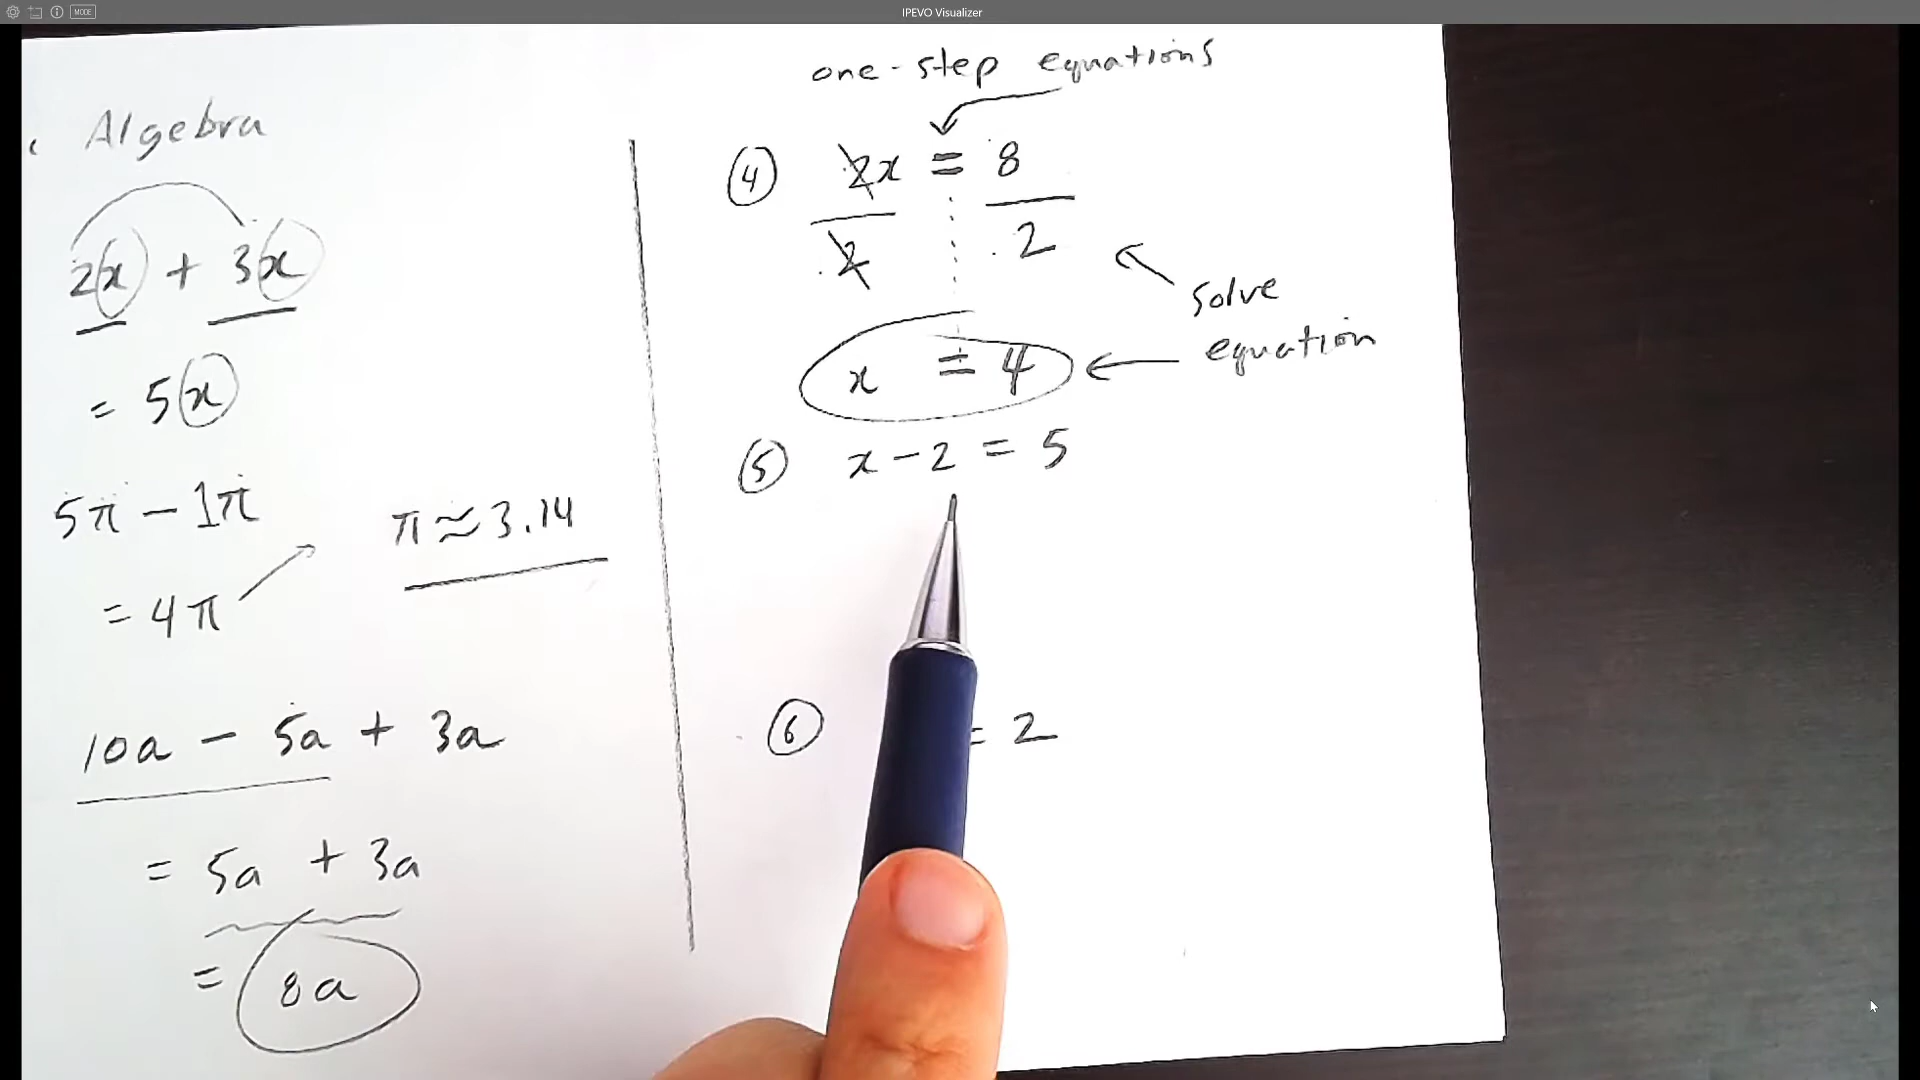 MODE
IPEVO Visualizer
Algebra
2x + 3x
= 5x
5π − 1π
= 4π
π ≈ 3.14
10a − 5a + 3a
= 5a + 3a
= 8a
one-step equations
④ 2x = 8
2 2
x = 4
solve
equation
⑤ x − 2 = 5
⑥ = 2